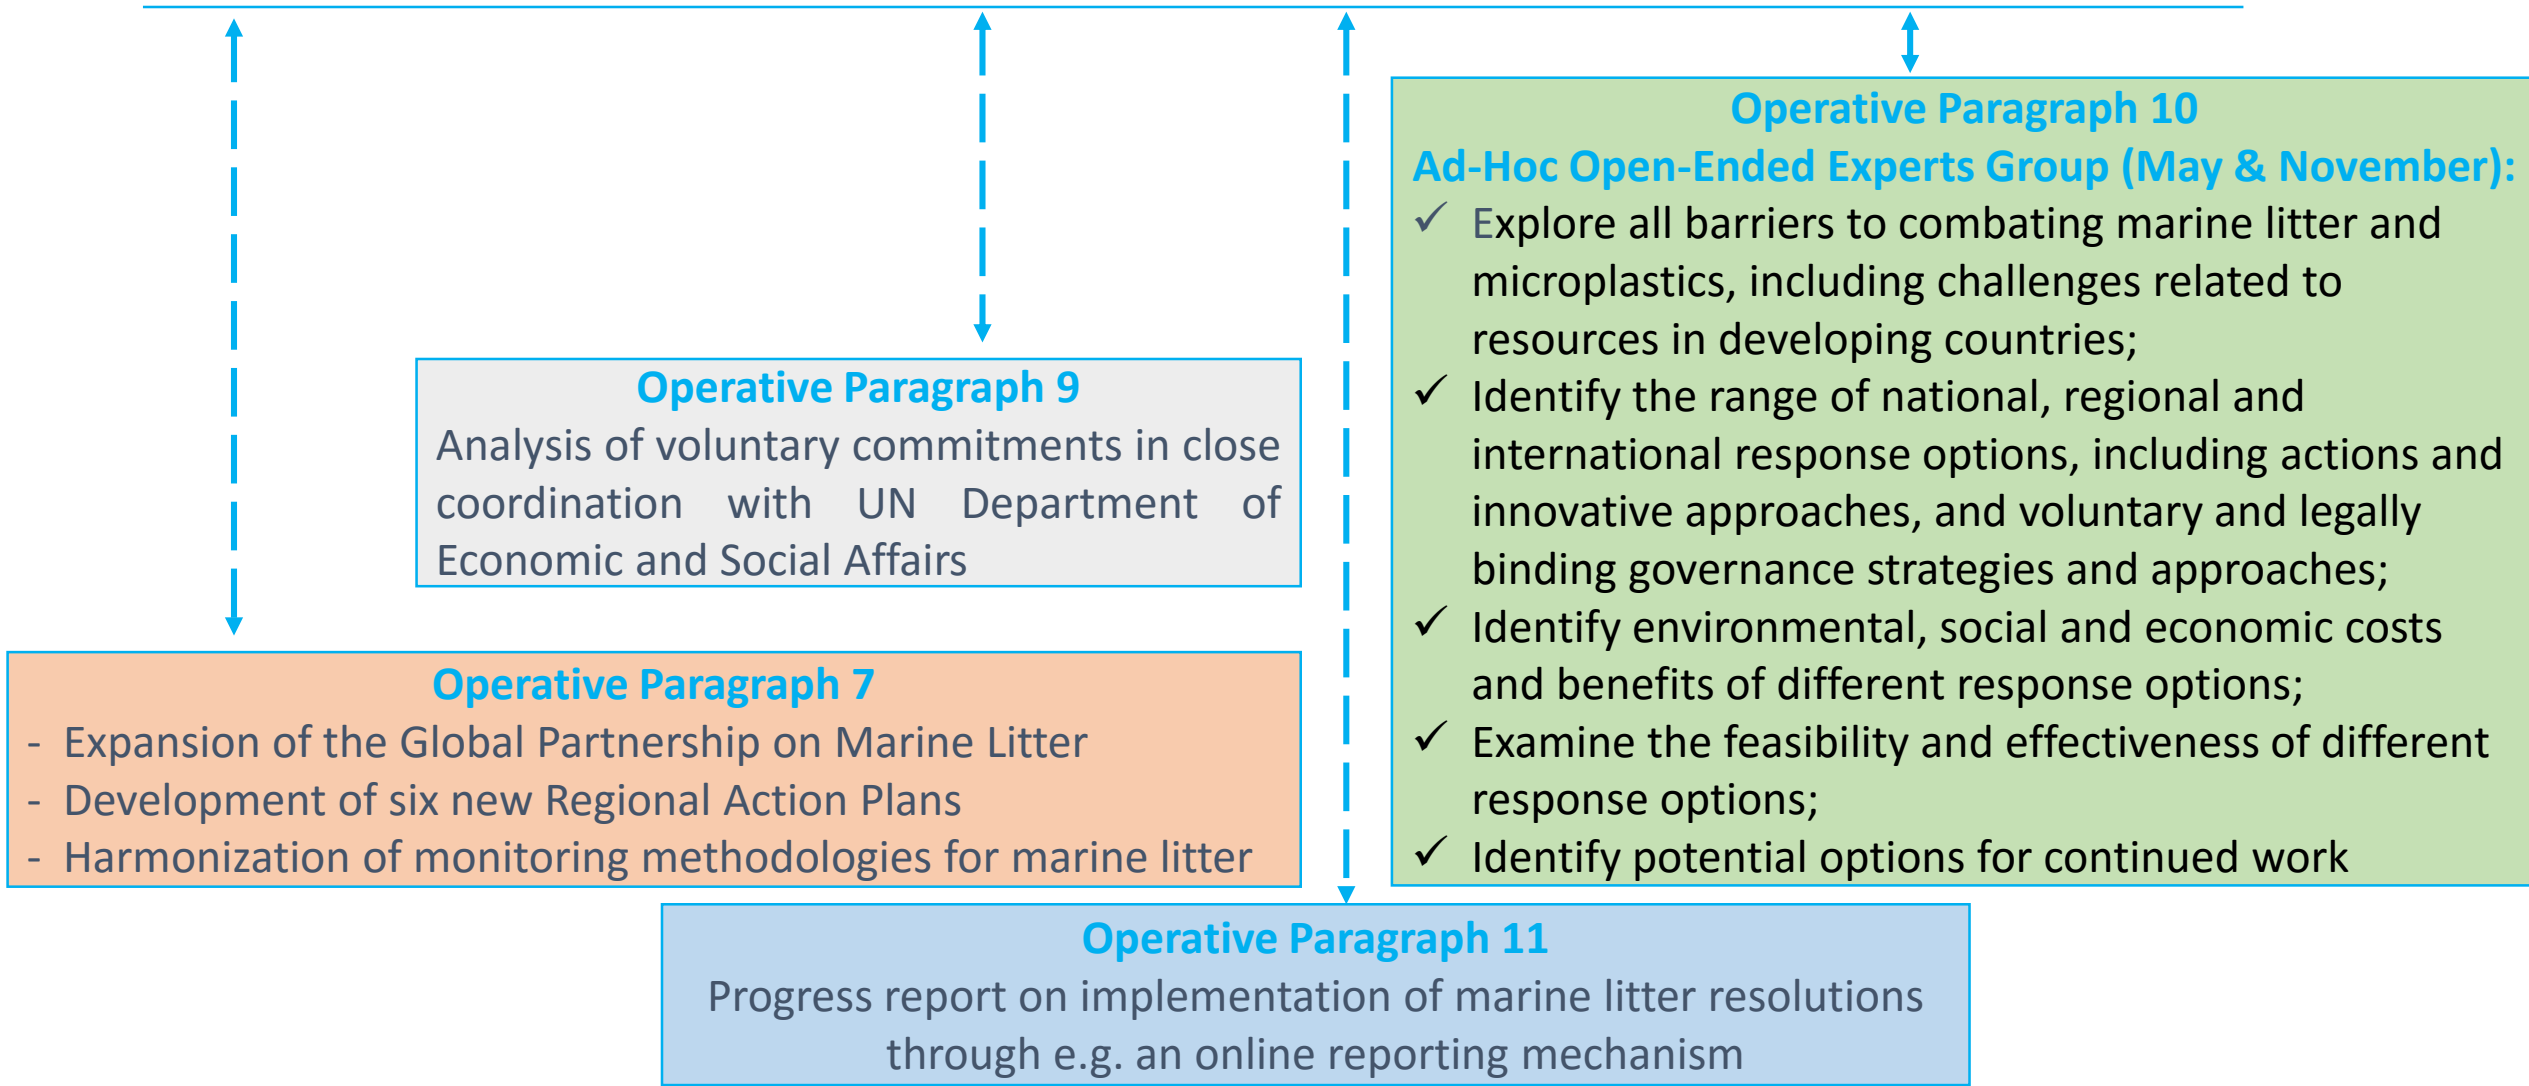 Operative Paragraph 10
Ad-Hoc Open-Ended Experts Group (May & November):
✓ Explore all barriers to combating marine litter and
microplastics, including challenges related to
resources in developing countries;
✓ Identify the range of national, regional and
international response options, including actions and
innovative approaches, and voluntary and legally
binding governance strategies and approaches;
✓ Identify environmental, social and economic costs
and benefits of different response options;
✓ Examine the feasibility and effectiveness of different
response options;
✓ Identify potential options for continued work
Operative Paragraph 9
Analysis of voluntary commitments in close
coordination with UN Department of
Economic and Social Affairs
Operative Paragraph 7
- Expansion of the Global Partnership on Marine Litter
- Development of six new Regional Action Plans
- Harmonization of monitoring methodologies for marine litter
Operative Paragraph 11
Progress report on implementation of marine litter resolutions
through e.g. an online reporting mechanism